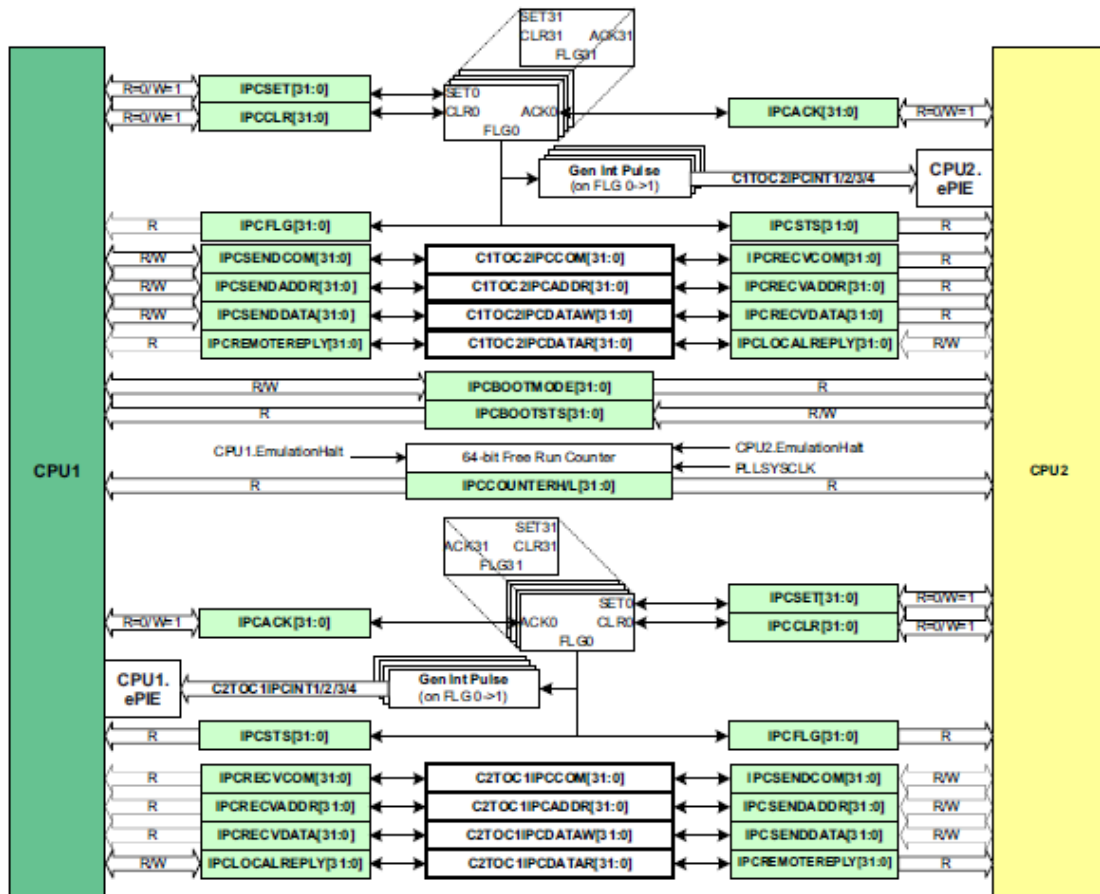 SET31
CLR31 ACK31
FLG31
R=0/W=1 IPCSET[31:0] SET0
R=0/W=1 IPCCLR[31:0] CLR0 ACK0 IPCACK[31:0] R=0/W=1
FLG0
Gen Int Pulse
(on FLG 0->1)
C1TOC2IPCINT1/2/3/4
CPU2.
ePIE
R IPCFLG[31:0] IPCSTS[31:0] R
R/W IPCSENDCOM[31:0] C1TOC2IPCCOM[31:0] IPCRECVCOM[31:0] R
R/W IPCSENDADDR[31:0] C1TOC2IPCADDR[31:0] IPCRECVADDR[31:0] R
R/W IPCSENDDATA[31:0] C1TOC2IPCDATAW[31:0] IPCRECVDATA[31:0] R
R IPCREMOTEREPLY[31:0] C1TOC2IPCDATAR[31:0] IPCLOCALREPLY[31:0] R/W
R/W IPCBOOTMODE[31:0] R
R IPCBOOTSTS[31:0] R/W
CPU1.EmulationHalt 64-bit Free Run Counter CPU2.EmulationHalt
PLLSYSCLK
CPU1
CPU2
R IPCCOUNTERH/L[31:0] R
SET31
ACK31 CLR31
FLG31
SET0 IPCSET[31:0] R=0/W=1
R=0/W=1 IPCACK[31:0] ACK0 CLR0 IPCCLR[31:0] R=0/W=1
FLG0
CPU1.
ePIE
C2TOC1IPCINT1/2/3/4
Gen Int Pulse
(on FLG 0->1)
R IPCSTS[31:0] IPCFLG[31:0] R
R IPCRECVCOM[31:0] C2TOC1IPCCOM[31:0] IPCSENDCOM[31:0] R/W
R IPCRECVADDR[31:0] C2TOC1IPCADDR[31:0] IPCSENDADDR[31:0] R/W
R IPCRECVDATA[31:0] C2TOC1IPCDATAW[31:0] IPCSENDDATA[31:0] R/W
R/W IPCLOCALREPLY[31:0] C2TOC1IPCDATAR[31:0] IPCREMOTEREPLY[31:0] R